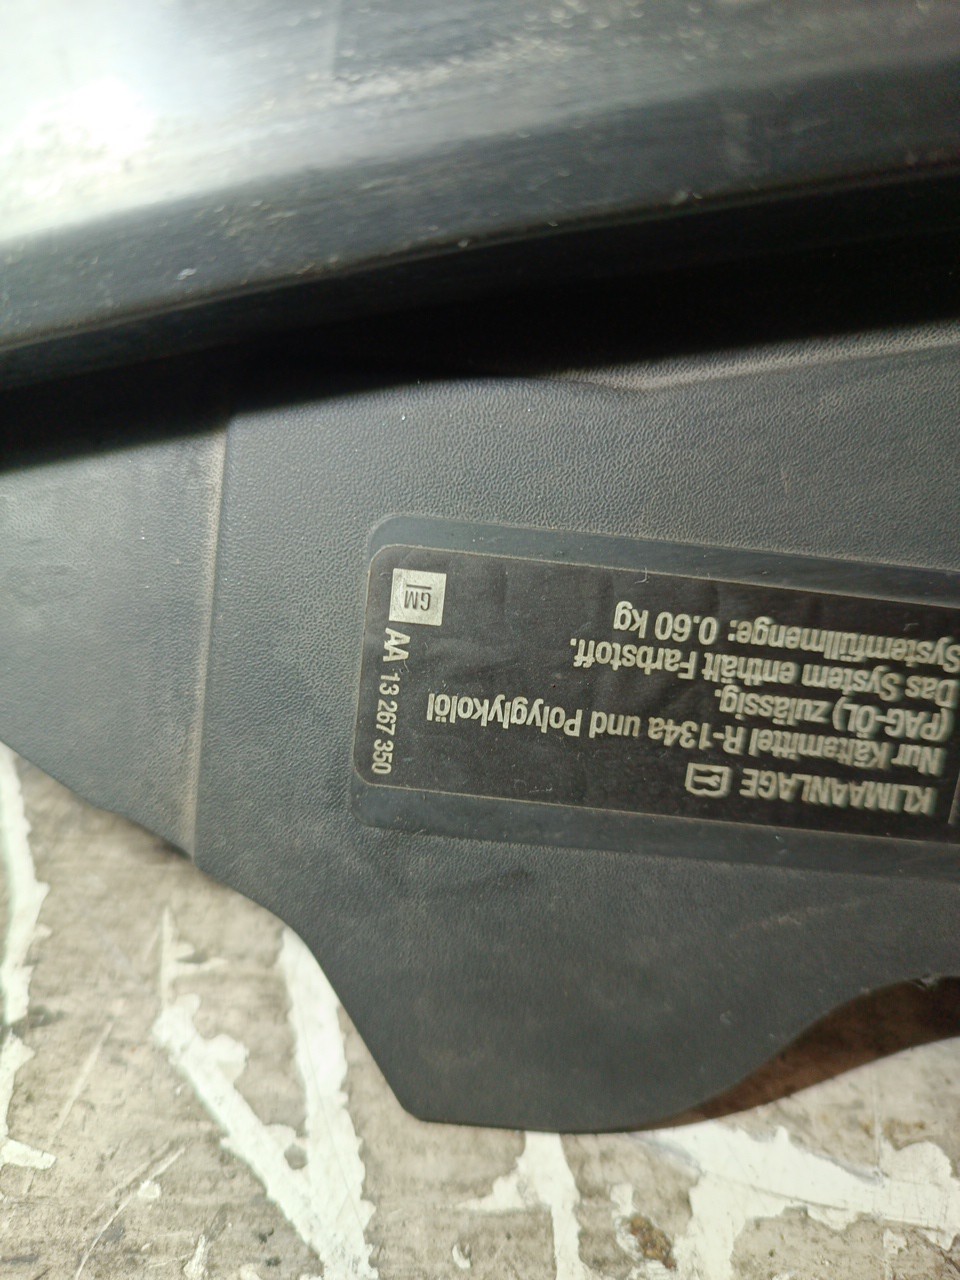 KLIMAANLAGE
Nur Kältemittel R-134a und Polyglykolöl
(PAG-ÖL) zulässig.
Das System enthält Farbstoff.
Systemfüllmenge: 0.60 kg
GM
AA 13 267 350